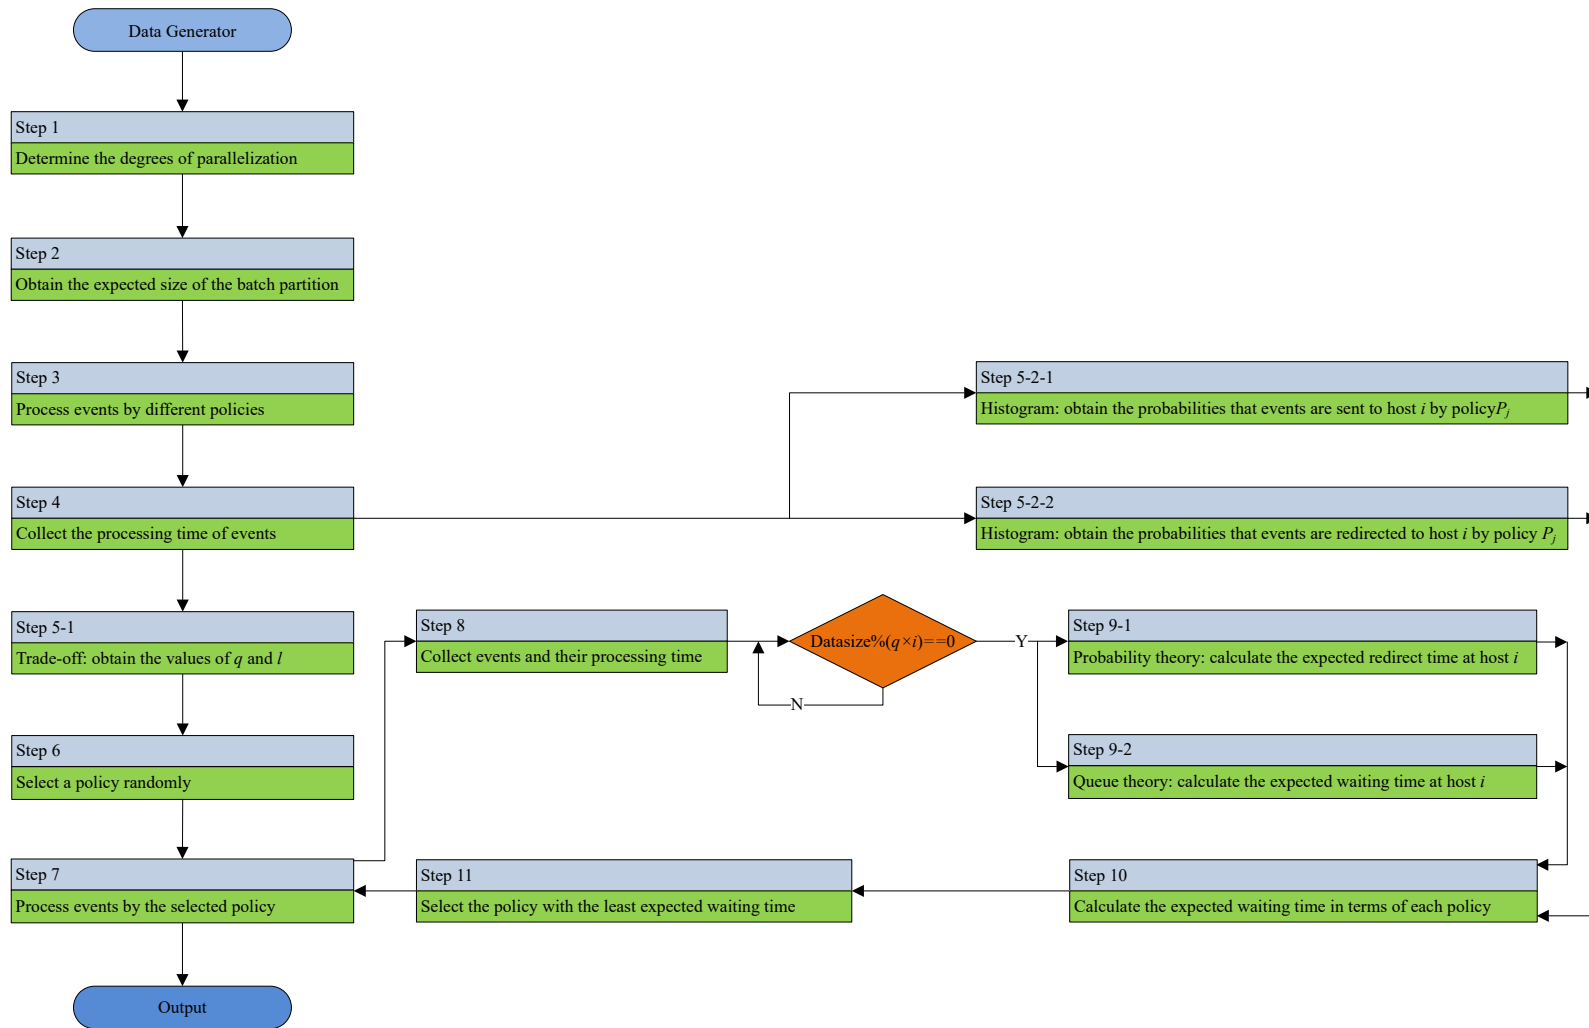 Data Generator
Step 1
Determine the degrees of parallelization
Step 2
Obtain the expected size of the batch partition
Step 3
Process events by different policies
Step 5-2-1
Histogram: obtain the probabilities that events are sent to host i by policyPj
Step 4
Collect the processing time of events
Step 5-2-2
Histogram: obtain the probabilities that events are redirected to host i by policy Pj
Step 5-1
Trade-off: obtain the values of q and l
Step 8
Collect events and their processing time
Datasize%(q×i)==0
Y
N
Step 9-1
Probability theory: calculate the expected redirect time at host i
Step 9-2
Queue theory: calculate the expected waiting time at host i
Step 6
Select a policy randomly
Step 7
Process events by the selected policy
Step 11
Select the policy with the least expected waiting time
Step 10
Calculate the expected waiting time in terms of each policy
Output